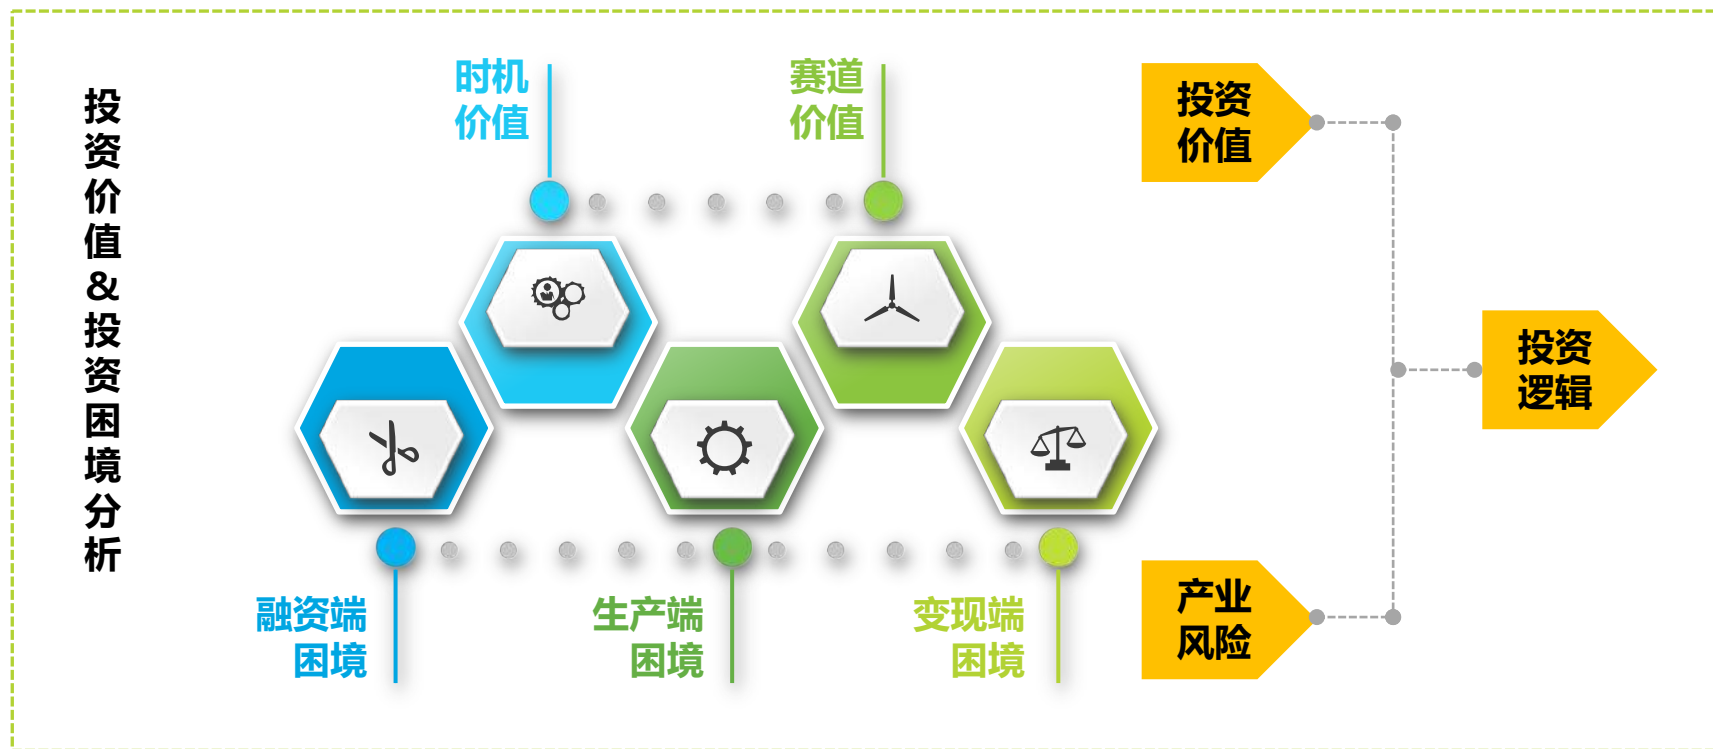 投资价值&投资困境分析
时机
价值
赛道
价值
投资
价值
投资
逻辑
融资端
困境
生产端
困境
变现端
困境
产业
风险